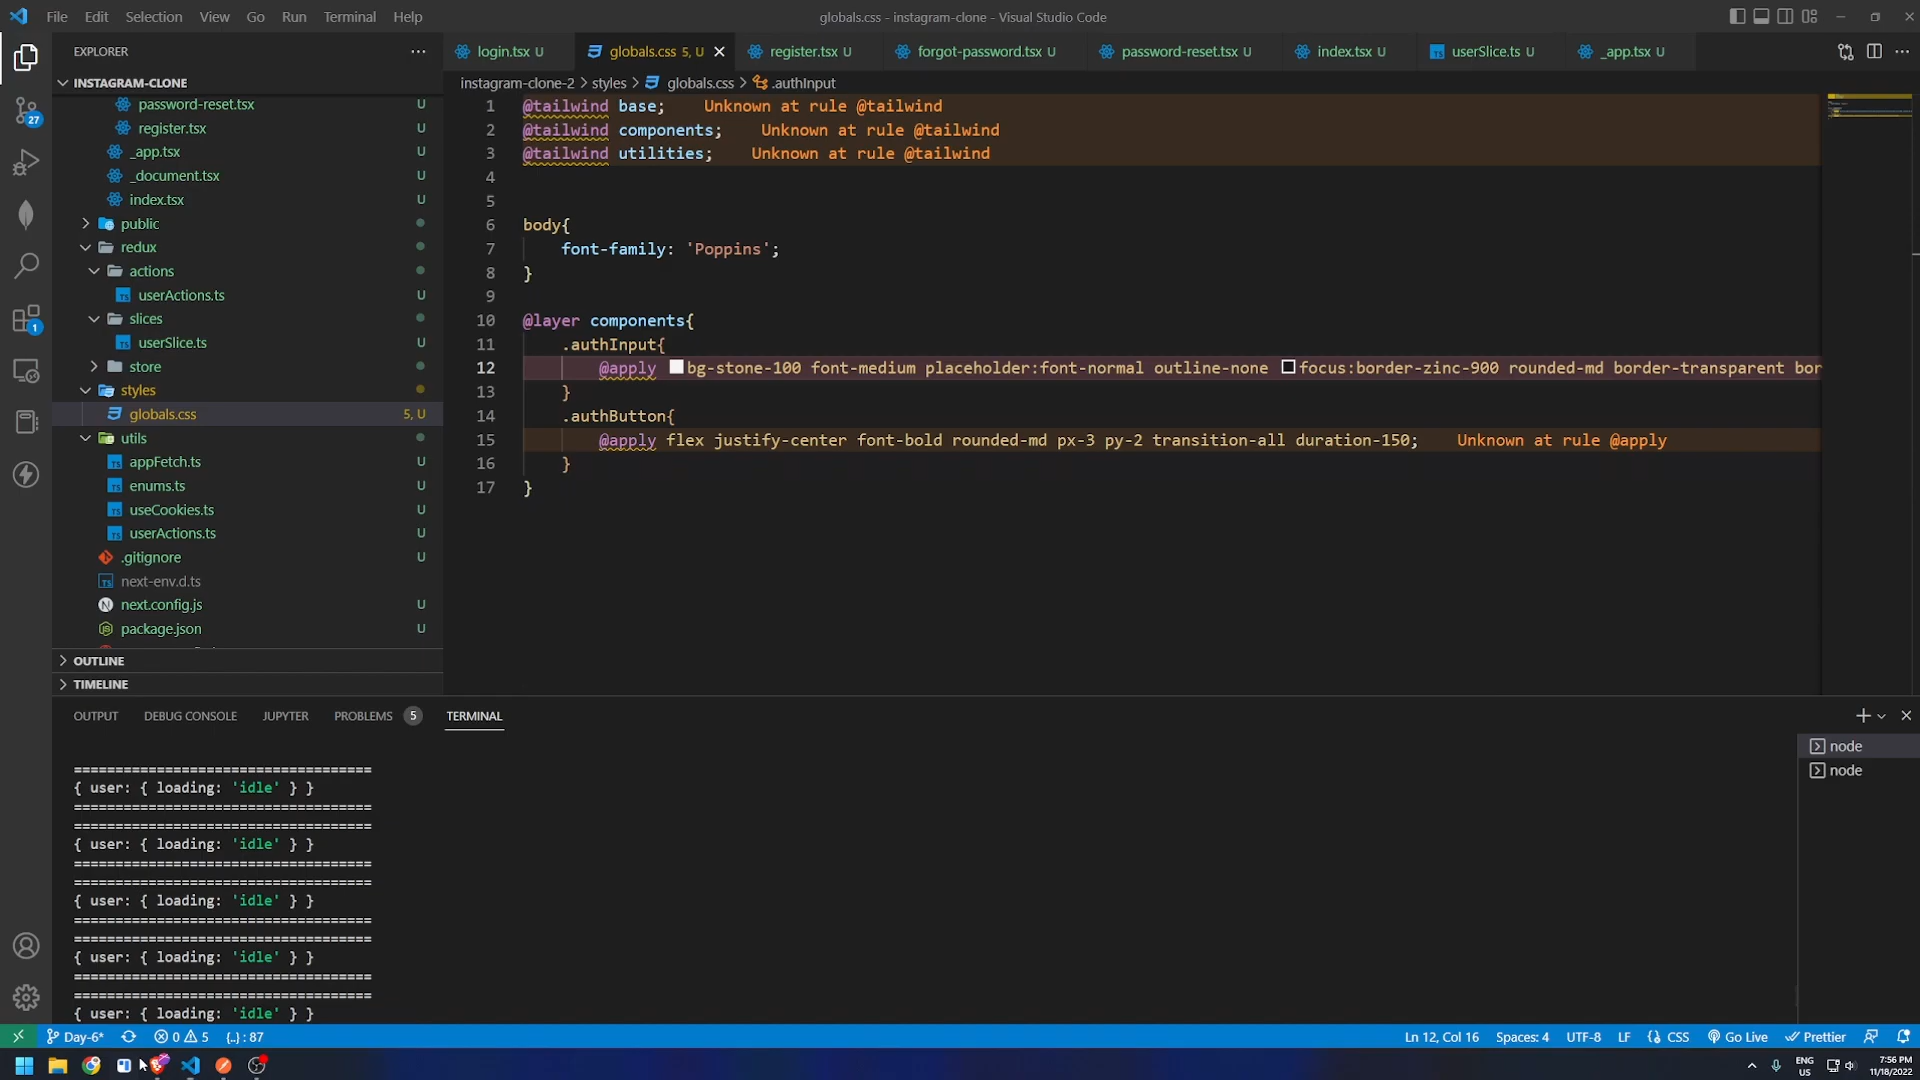 File Edit Selection View Go Run Terminal Help
globals.css - instagram-clone - Visual Studio Code
EXPLORER
login.tsx U
globals.css 5, U
register.tsx U
forgot-password.tsx U
password-reset.tsx U
index.tsx U
userSlice.ts U
_app.tsx U
INSTAGRAM-CLONE
instagram-clone-2 > styles > globals.css > .authInput
password-reset.tsx U
register.tsx U
_app.tsx U
_document.tsx U
index.tsx U
public
redux
actions
userActions.ts U
slices
userSlice.ts U
store
styles
globals.css 5, U
utils
appFetch.ts U
enums.ts U
useCookies.ts U
userActions.ts U
.gitignore U
next-env.d.ts
next.config.js U
package.json U
OUTLINE
TIMELINE
27
1
1 @tailwind base; Unknown at rule @tailwind
2 @tailwind components; Unknown at rule @tailwind
3 @tailwind utilities; Unknown at rule @tailwind
4
5
6 body{
7 font-family: 'Poppins';
8 }
9
10 @layer components{
11 .authInput{
12 @apply bg-stone-100 font-medium placeholder:font-normal outline-none focus:border-zinc-900 rounded-md border-transparent bor
13 }
14 .authButton{
15 @apply flex justify-center font-bold rounded-md px-3 py-2 transition-all duration-150; Unknown at rule @apply
16 }
17 }
OUTPUT DEBUG CONSOLE JUPYTER PROBLEMS 5 TERMINAL
node
node
===================================
{ user: { loading: 'idle' } }
===================================
===================================
{ user: { loading: 'idle' } }
===================================
===================================
{ user: { loading: 'idle' } }
===================================
===================================
{ user: { loading: 'idle' } }
===================================
===================================
{ user: { loading: 'idle' } }
Day-6* 0 5 {..} : 87
Ln 12, Col 16 Spaces: 4 UTF-8 LF CSS Go Live Prettier
ENG
US
7:56 PM
11/18/2022